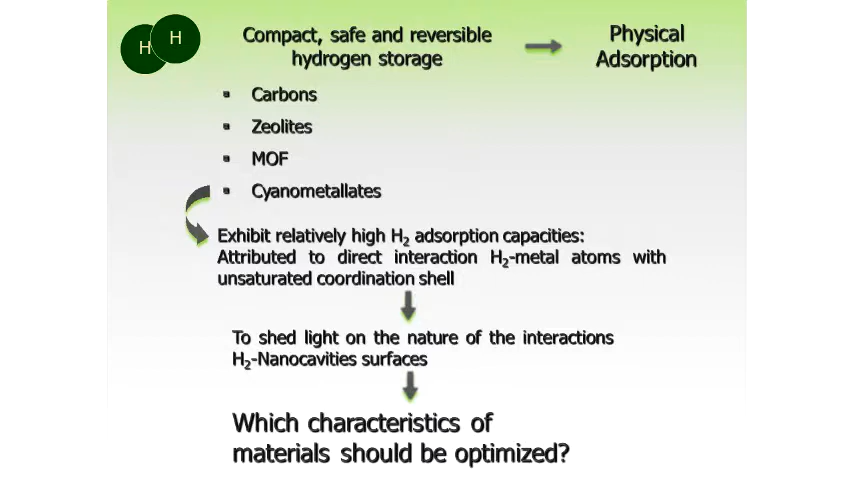 H H
Compact, safe and reversible
hydrogen storage
Physical
Adsorption
▪ Carbons
▪ Zeolites
▪ MOF
▪ Cyanometallates
Exhibit relatively high H₂ adsorption capacities:
Attributed to direct interaction H₂-metal atoms with
unsaturated coordination shell
To shed light on the nature of the interactions
H₂-Nanocavities surfaces
Which characteristics of
materials should be optimized?